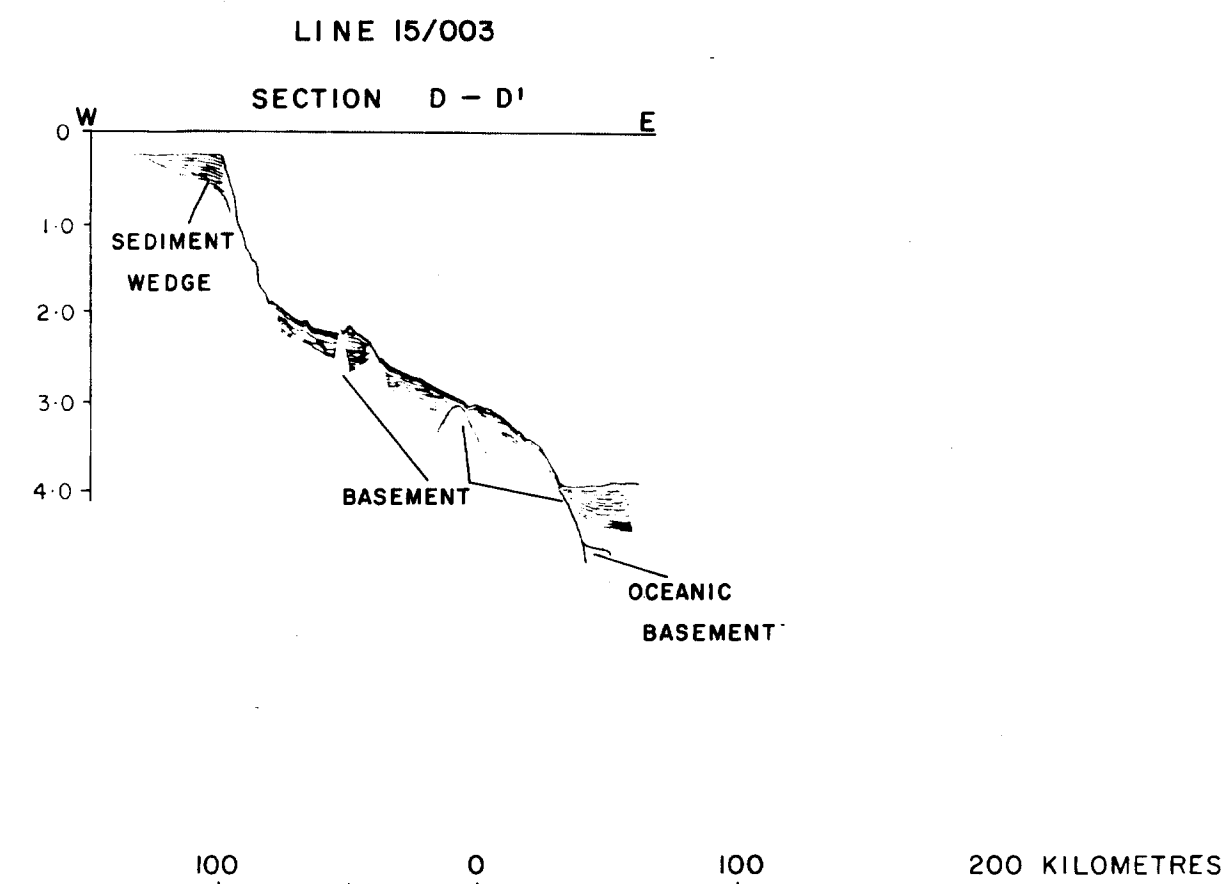 LINE 15/003
SECTION D – D'
W
E
0
1·0
SEDIMENT
WEDGE
2·0
3·0
4·0
BASEMENT
OCEANIC
BASEMENT
100 0 100 200 KILOMETRES